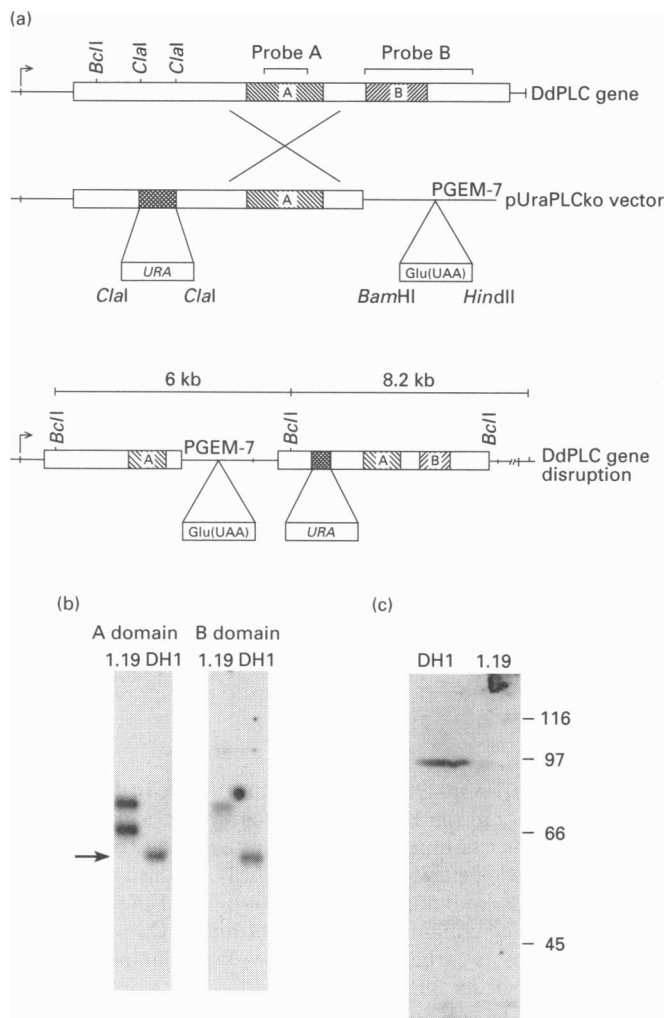 (a)
BclI
ClaI
ClaI
Probe A
Probe B
A
B
DdPLC gene
PGEM-7
A
pUraPLCko vector
URA
ClaI
ClaI
Glu(UAA)
BamHI
HindII
6 kb
8.2 kb
BclI
BclI
BclI
A
PGEM-7
A
B
DdPLC gene
disruption
Glu(UAA)
URA
(b)
A domain
B domain
1.19 DH1
1.19 DH1
(c)
DH1
1.19
116
97
66
45